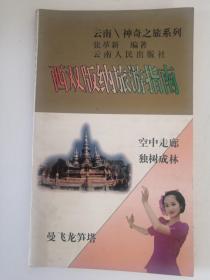 云南\神奇之旅系列
张革新 编著
云南人民出版社
西双版纳旅游指南
空中走廊
独树成林
曼飞龙笋塔